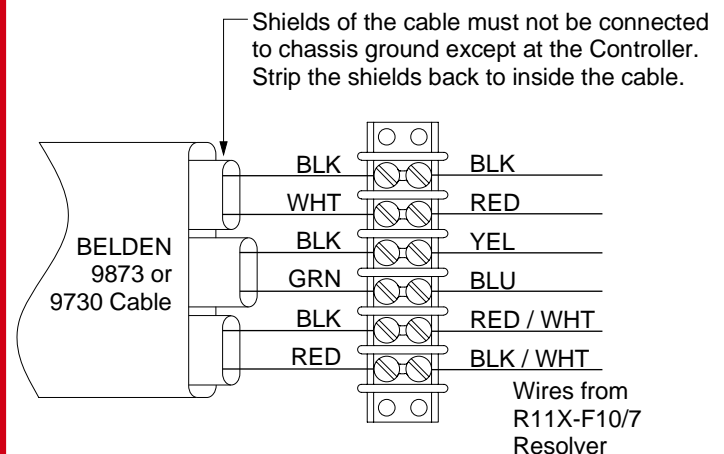 Shields of the cable must not be connected
to chassis ground except at the Controller.
Strip the shields back to inside the cable.
BLK BLK
WHT RED
BLK YEL
GRN BLU
BLK RED / WHT
RED BLK / WHT
BELDEN
9873 or
9730 Cable
Wires from
R11X-F10/7
Resolver